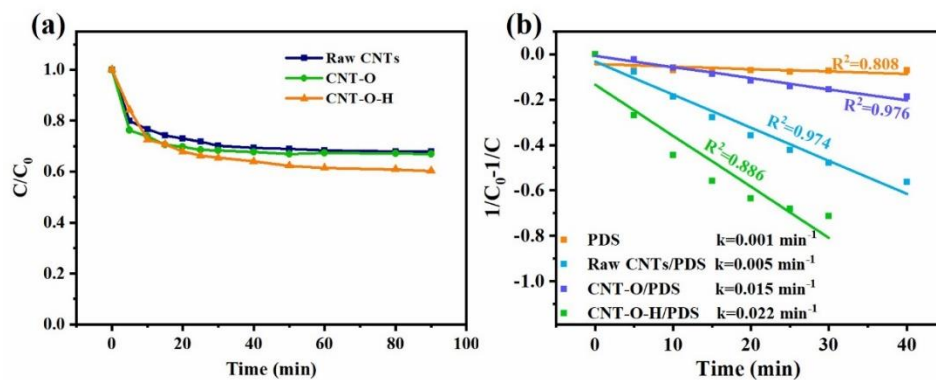 (a)
Raw CNTs
CNT-O
CNT-O-H
C/C₀
1.0
0.8
0.6
0.4
0.2
0.0
0 20 40 60 80 100
Time (min)
(b)
1/C₀-1/C
0.0
-0.2
-0.4
-0.6
-0.8
-1.0
R²=0.808
R²=0.976
R²=0.974
R²=0.886
PDS k=0.001 min⁻¹
Raw CNTs/PDS k=0.005 min⁻¹
CNT-O/PDS k=0.015 min⁻¹
CNT-O-H/PDS k=0.022 min⁻¹
0 10 20 30 40
Time (min)